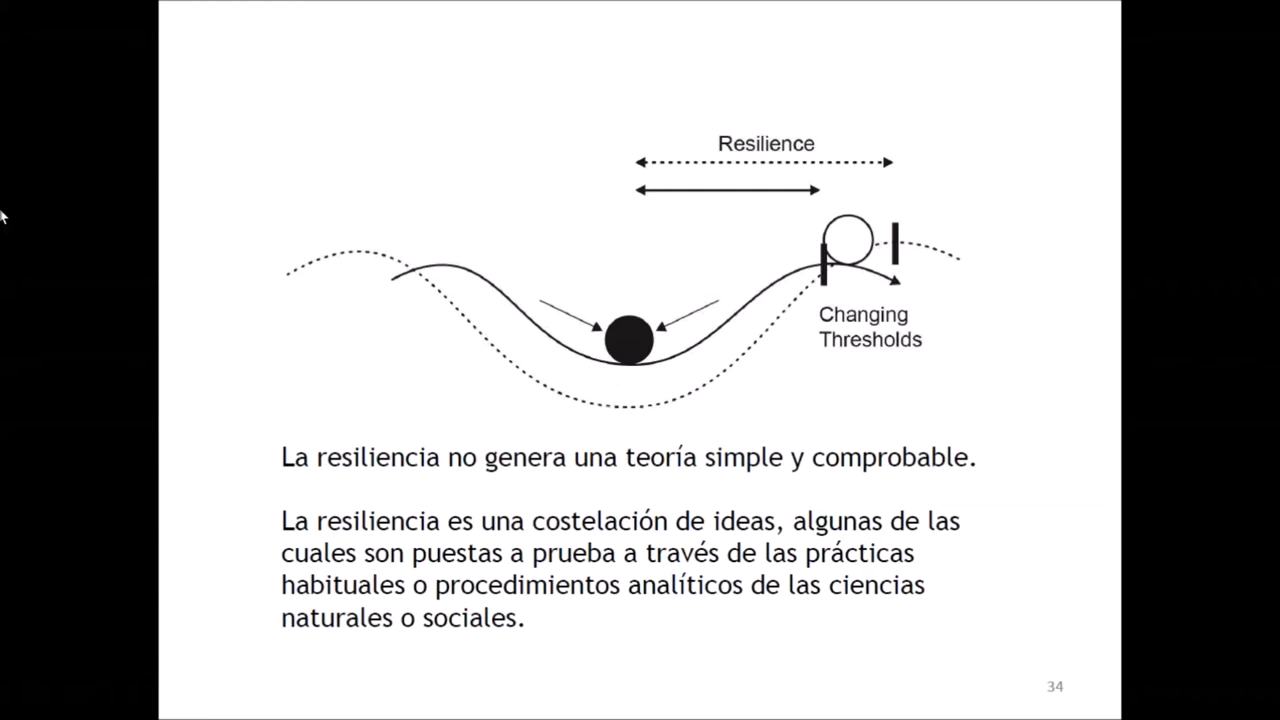 Resilience
Changing
Thresholds
La resiliencia no genera una teoría simple y comprobable.
La resiliencia es una costelación de ideas, algunas de las
cuales son puestas a prueba a través de las prácticas
habituales o procedimientos analíticos de las ciencias
naturales o sociales.
34